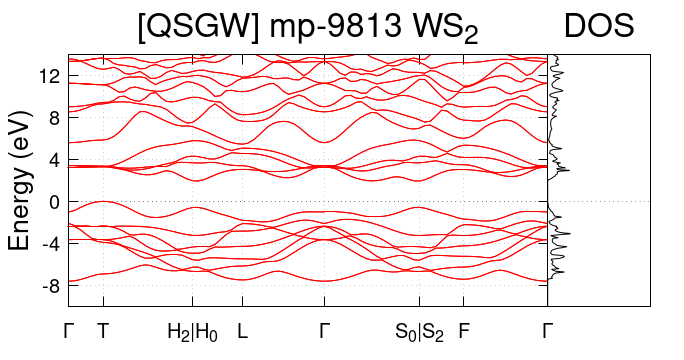 [QSGW] mp-9813 WS₂ DOS
Energy (eV)
12
8
4
0
-4
-8
Γ T H₂|H₀ L Γ S₀|S₂ F Γ